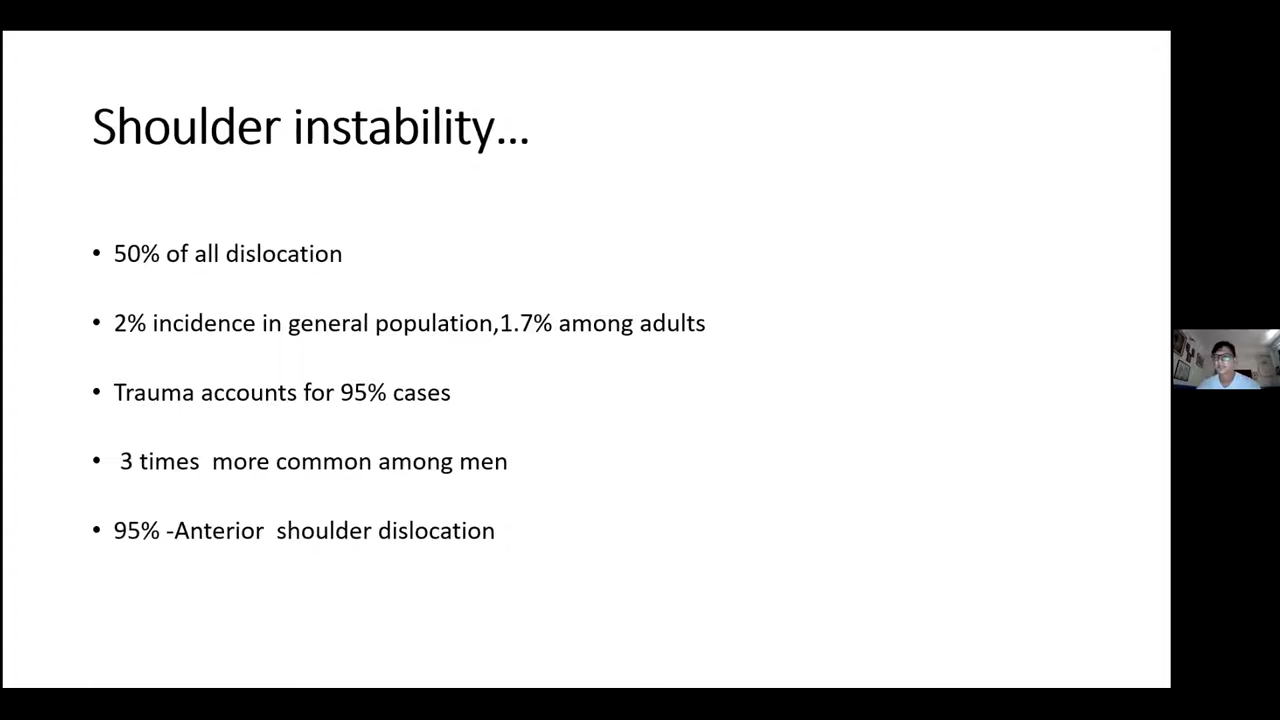 Shoulder instability...
• 50% of all dislocation
• 2% incidence in general population,1.7% among adults
• Trauma accounts for 95% cases
• 3 times  more common among men
• 95% -Anterior  shoulder dislocation